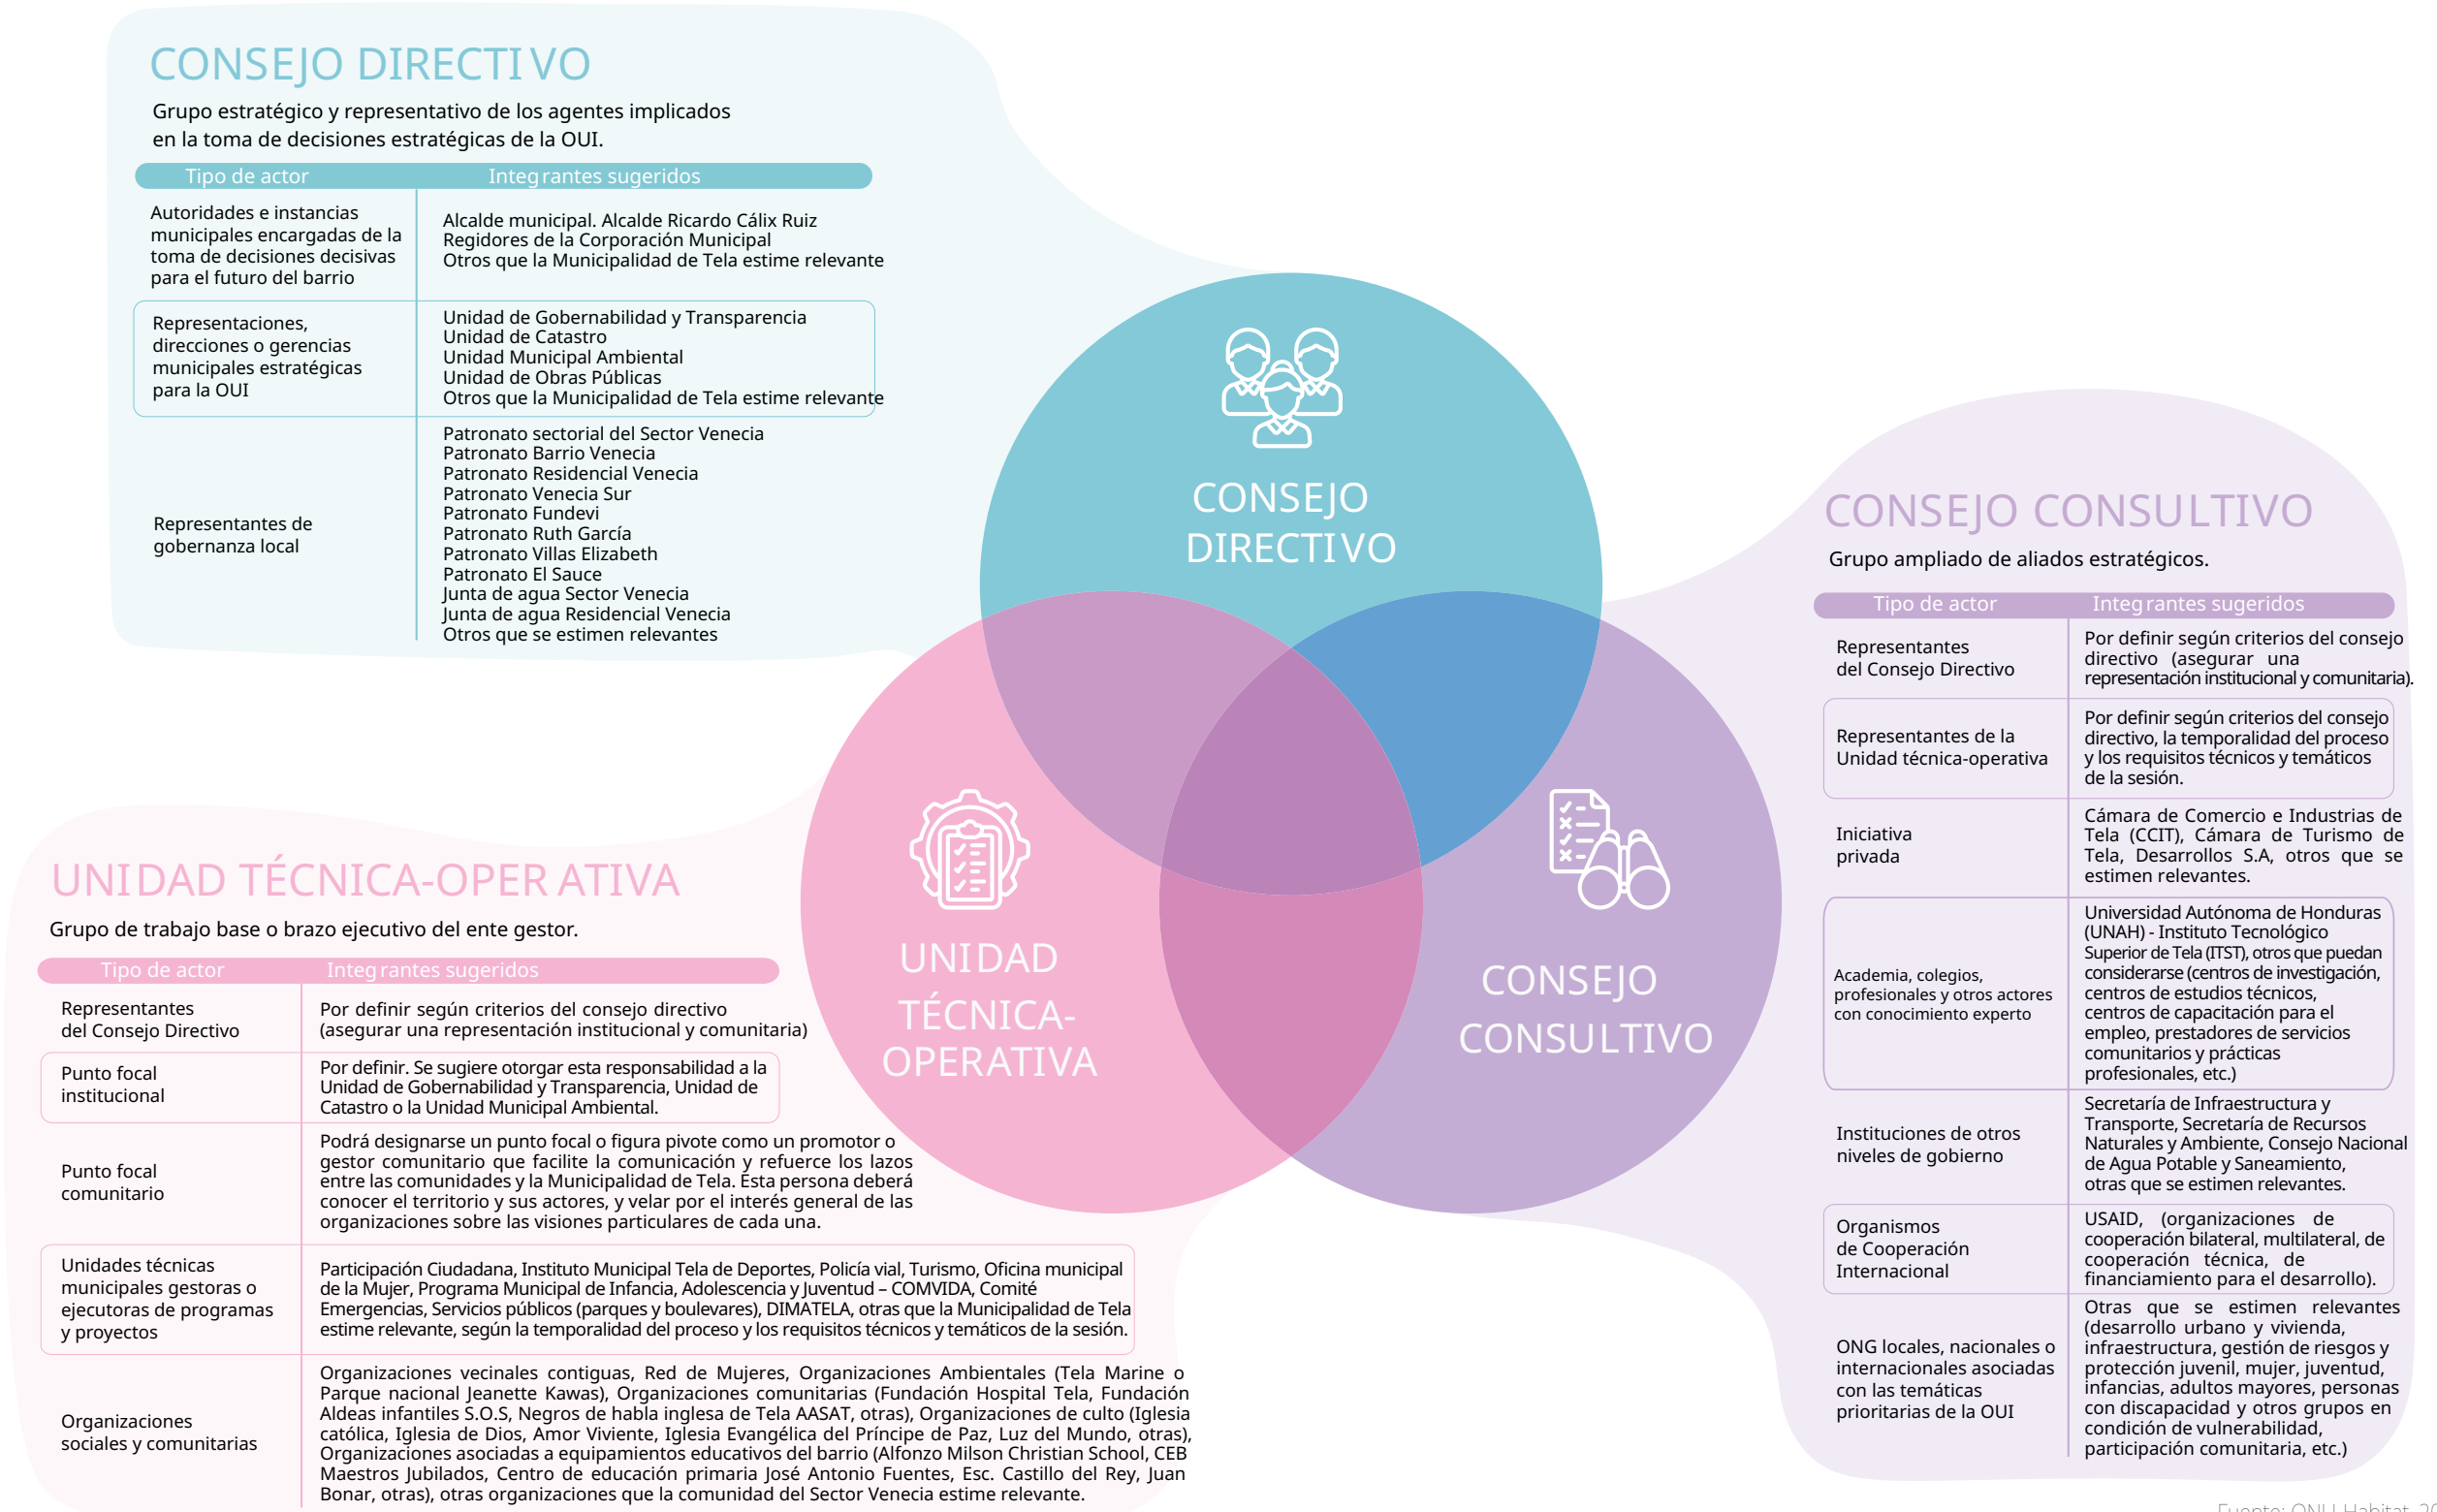 CONSEJO DIRECTIVO
Grupo estratégico y representativo de los agentes implicados
en la toma de decisiones estratégicas de la OUI.
Tipo de actor Integrantes sugeridos
Autoridades e instancias
municipales encargadas de la
toma de decisiones decisivas
para el futuro del barrio
Alcalde municipal. Alcalde Ricardo Cálix Ruiz
Regidores de la Corporación Municipal
Otros que la Municipalidad de Tela estime relevante
Representaciones,
direcciones o gerencias
municipales estratégicas
para la OUI
Unidad de Gobernabilidad y Transparencia
Unidad de Catastro
Unidad Municipal Ambiental
Unidad de Obras Públicas
Otros que la Municipalidad de Tela estime relevante
Representantes de
gobernanza local
Patronato sectorial del Sector Venecia
Patronato Barrio Venecia
Patronato Residencial Venecia
Patronato Venecia Sur
Patronato Fundevi
Patronato Ruth García
Patronato Villas Elizabeth
Patronato El Sauce
Junta de agua Sector Venecia
Junta de agua Residencial Venecia
Otros que se estimen relevantes
CONSEJO
DIRECTIVO
UNIDAD
TÉCNICA-
OPERATIVA
CONSEJO
CONSULTIVO
UNIDAD TÉCNICA-OPERATIVA
Grupo de trabajo base o brazo ejecutivo del ente gestor.
Tipo de actor Integrantes sugeridos
Representantes
del Consejo Directivo
Por definir según criterios del consejo directivo
(asegurar una representación institucional y comunitaria)
Punto focal
institucional
Por definir. Se sugiere otorgar esta responsabilidad a la
Unidad de Gobernabilidad y Transparencia, Unidad de
Catastro o la Unidad Municipal Ambiental.
Punto focal
comunitario
Podrá designarse un punto focal o figura pivote como un promotor o
gestor comunitario que facilite la comunicación y refuerce los lazos
entre las comunidades y la Municipalidad de Tela. Esta persona deberá
conocer el territorio y sus actores, y velar por el interés general de las
organizaciones sobre las visiones particulares de cada una.
Unidades técnicas
municipales gestoras o
ejecutoras de programas
y proyectos
Participación Ciudadana, Instituto Municipal Tela de Deportes, Policía vial, Turismo, Oficina municipal
de la Mujer, Programa Municipal de Infancia, Adolescencia y Juventud – COMVIDA, Comité
Emergencias, Servicios públicos (parques y boulevares), DIMATELA, otras que la Municipalidad de Tela
estime relevante, según la temporalidad del proceso y los requisitos técnicos y temáticos de la sesión.
Organizaciones
sociales y comunitarias
Organizaciones vecinales contiguas, Red de Mujeres, Organizaciones Ambientales (Tela Marine o
Parque nacional Jeanette Kawas), Organizaciones comunitarias (Fundación Hospital Tela, Fundación
Aldeas infantiles S.O.S, Negros de habla inglesa de Tela AASAT, otras), Organizaciones de culto (Iglesia
católica, Iglesia de Dios, Amor Viviente, Iglesia Evangélica del Príncipe de Paz, Luz del Mundo, otras),
Organizaciones asociadas a equipamientos educativos del barrio (Alfonzo Milson Christian School, CEB
Maestros Jubilados, Centro de educación primaria José Antonio Fuentes, Esc. Castillo del Rey, Juan
Bonar, otras), otras organizaciones que la comunidad del Sector Venecia estime relevante.
CONSEJO CONSULTIVO
Grupo ampliado de aliados estratégicos.
Tipo de actor Integrantes sugeridos
Representantes
del Consejo Directivo
Por definir según criterios del consejo
directivo (asegurar una
representación institucional y comunitaria).
Representantes de la
Unidad técnica-operativa
Por definir según criterios del consejo
directivo, la temporalidad del proceso
y los requisitos técnicos y temáticos
de la sesión.
Iniciativa
privada
Cámara de Comercio e Industrias de
Tela (CCIT), Cámara de Turismo de
Tela, Desarrollos S.A, otros que se
estimen relevantes.
Academia, colegios,
profesionales y otros actores
con conocimiento experto
Universidad Autónoma de Honduras
(UNAH) - Instituto Tecnológico
Superior de Tela (ITST), otros que puedan
considerarse (centros de investigación,
centros de estudios técnicos,
centros de capacitación para el
empleo, prestadores de servicios
comunitarios y prácticas
profesionales, etc.)
Instituciones de otros
niveles de gobierno
Secretaría de Infraestructura y
Transporte, Secretaría de Recursos
Naturales y Ambiente, Consejo Nacional
de Agua Potable y Saneamiento,
otras que se estimen relevantes.
Organismos
de Cooperación
Internacional
USAID, (organizaciones de
cooperación bilateral, multilateral, de
cooperación técnica, de
financiamiento para el desarrollo).
ONG locales, nacionales o
internacionales asociadas
con las temáticas
prioritarias de la OUI
Otras que se estimen relevantes
(desarrollo urbano y vivienda,
infraestructura, gestión de riesgos y
protección juvenil, mujer, juventud,
infancias, adultos mayores, personas
con discapacidad y otros grupos en
condición de vulnerabilidad,
participación comunitaria, etc.)
Fuente: ONU-Habitat,